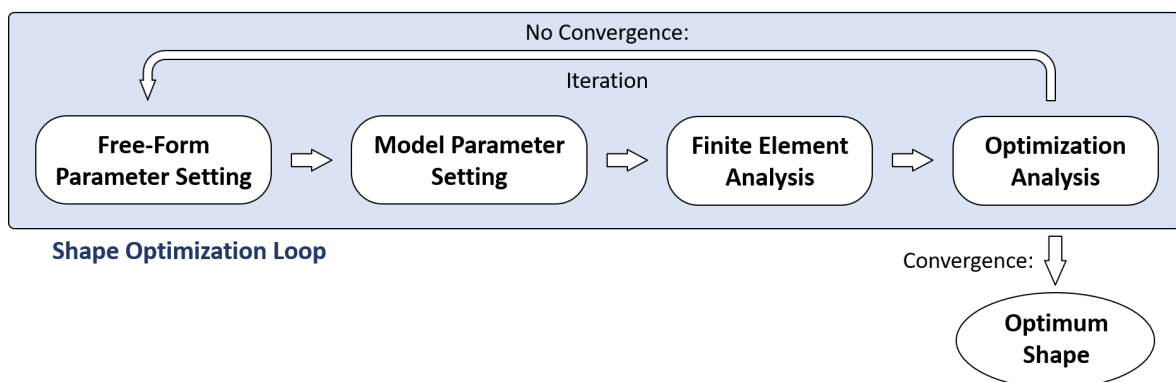 No Convergence:
Iteration
Free-Form
Parameter Setting
Model Parameter
Setting
Finite Element
Analysis
Optimization
Analysis
Shape Optimization Loop
Convergence:
Optimum
Shape